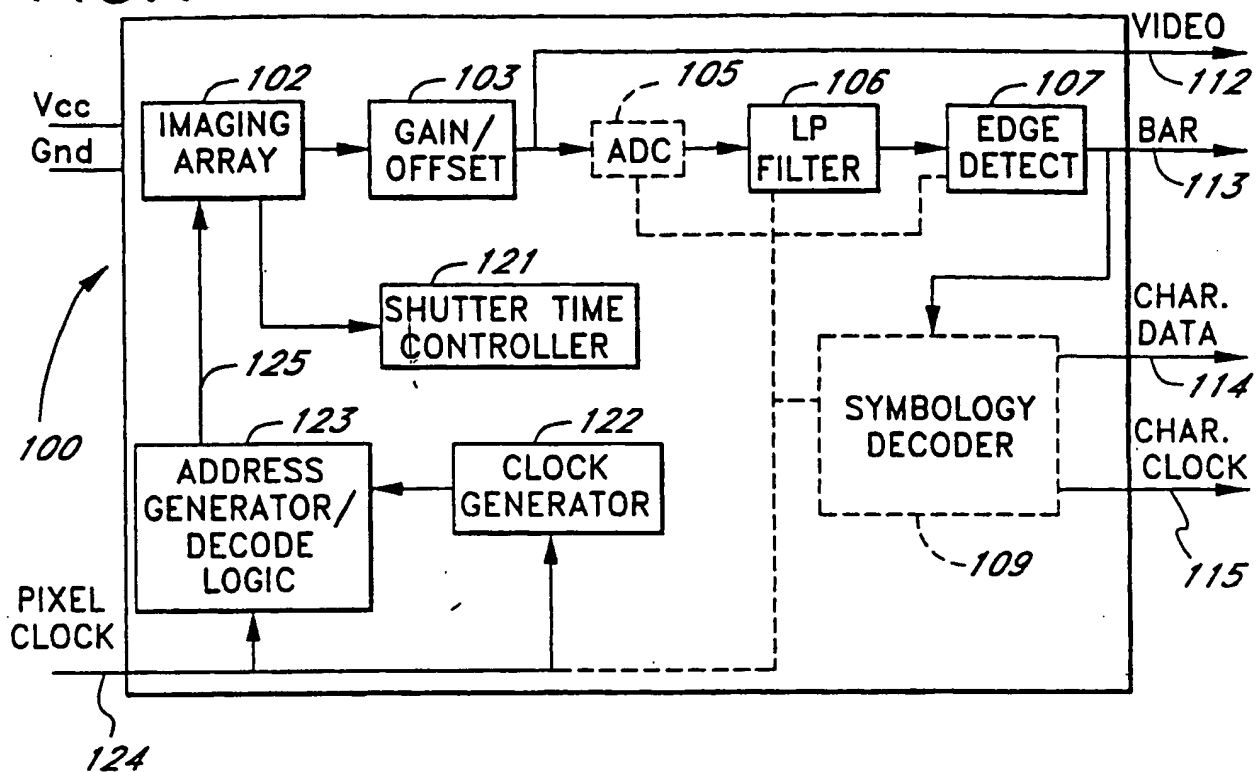 VIDEO
112
102
103
105
106
107
Vcc
Gnd
IMAGING
ARRAY
GAIN/
OFFSET
ADC
LP
FILTER
EDGE
DETECT
BAR
113
121
SHUTTER TIME
CONTROLLER
125
100
123
ADDRESS
GENERATOR/
DECODE
LOGIC
122
CLOCK
GENERATOR
SYMBOLOGY
DECODER
109
CHAR.
DATA
114
CHAR.
CLOCK
115
PIXEL
CLOCK
124